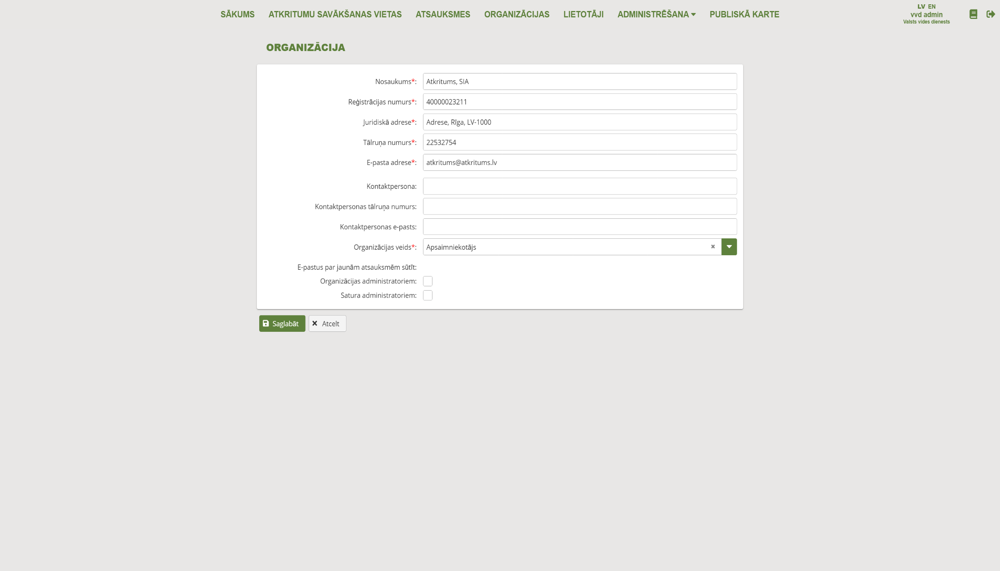 SĀKUMS ATKRITUMU SAVĀKŠANAS VIETAS ATSAUKSMES ORGANIZĀCIJAS LIETOTĀJI ADMINISTRĒŠANA PUBLISKĀ KARTE
LV EN
vvd admin
Valsts vides dienests
ORGANIZĀCIJA
Nosaukums*: Atkritums, SIA
Reģistrācijas numurs*: 40000023211
Juridiskā adrese*: Adrese, Rīga, LV-1000
Tālruņa numurs*: 22532754
E-pasta adrese*: atkritums@atkritums.lv
Kontaktpersona:
Kontaktpersonas tālruņa numurs:
Kontaktpersonas e-pasts:
Organizācijas veids*: Apsaimniekotājs
E-pastus par jaunām atsauksmēm sūtīt:
Organizācijas administratoriem:
Satura administratoriem:
Saglabāt Atcelt